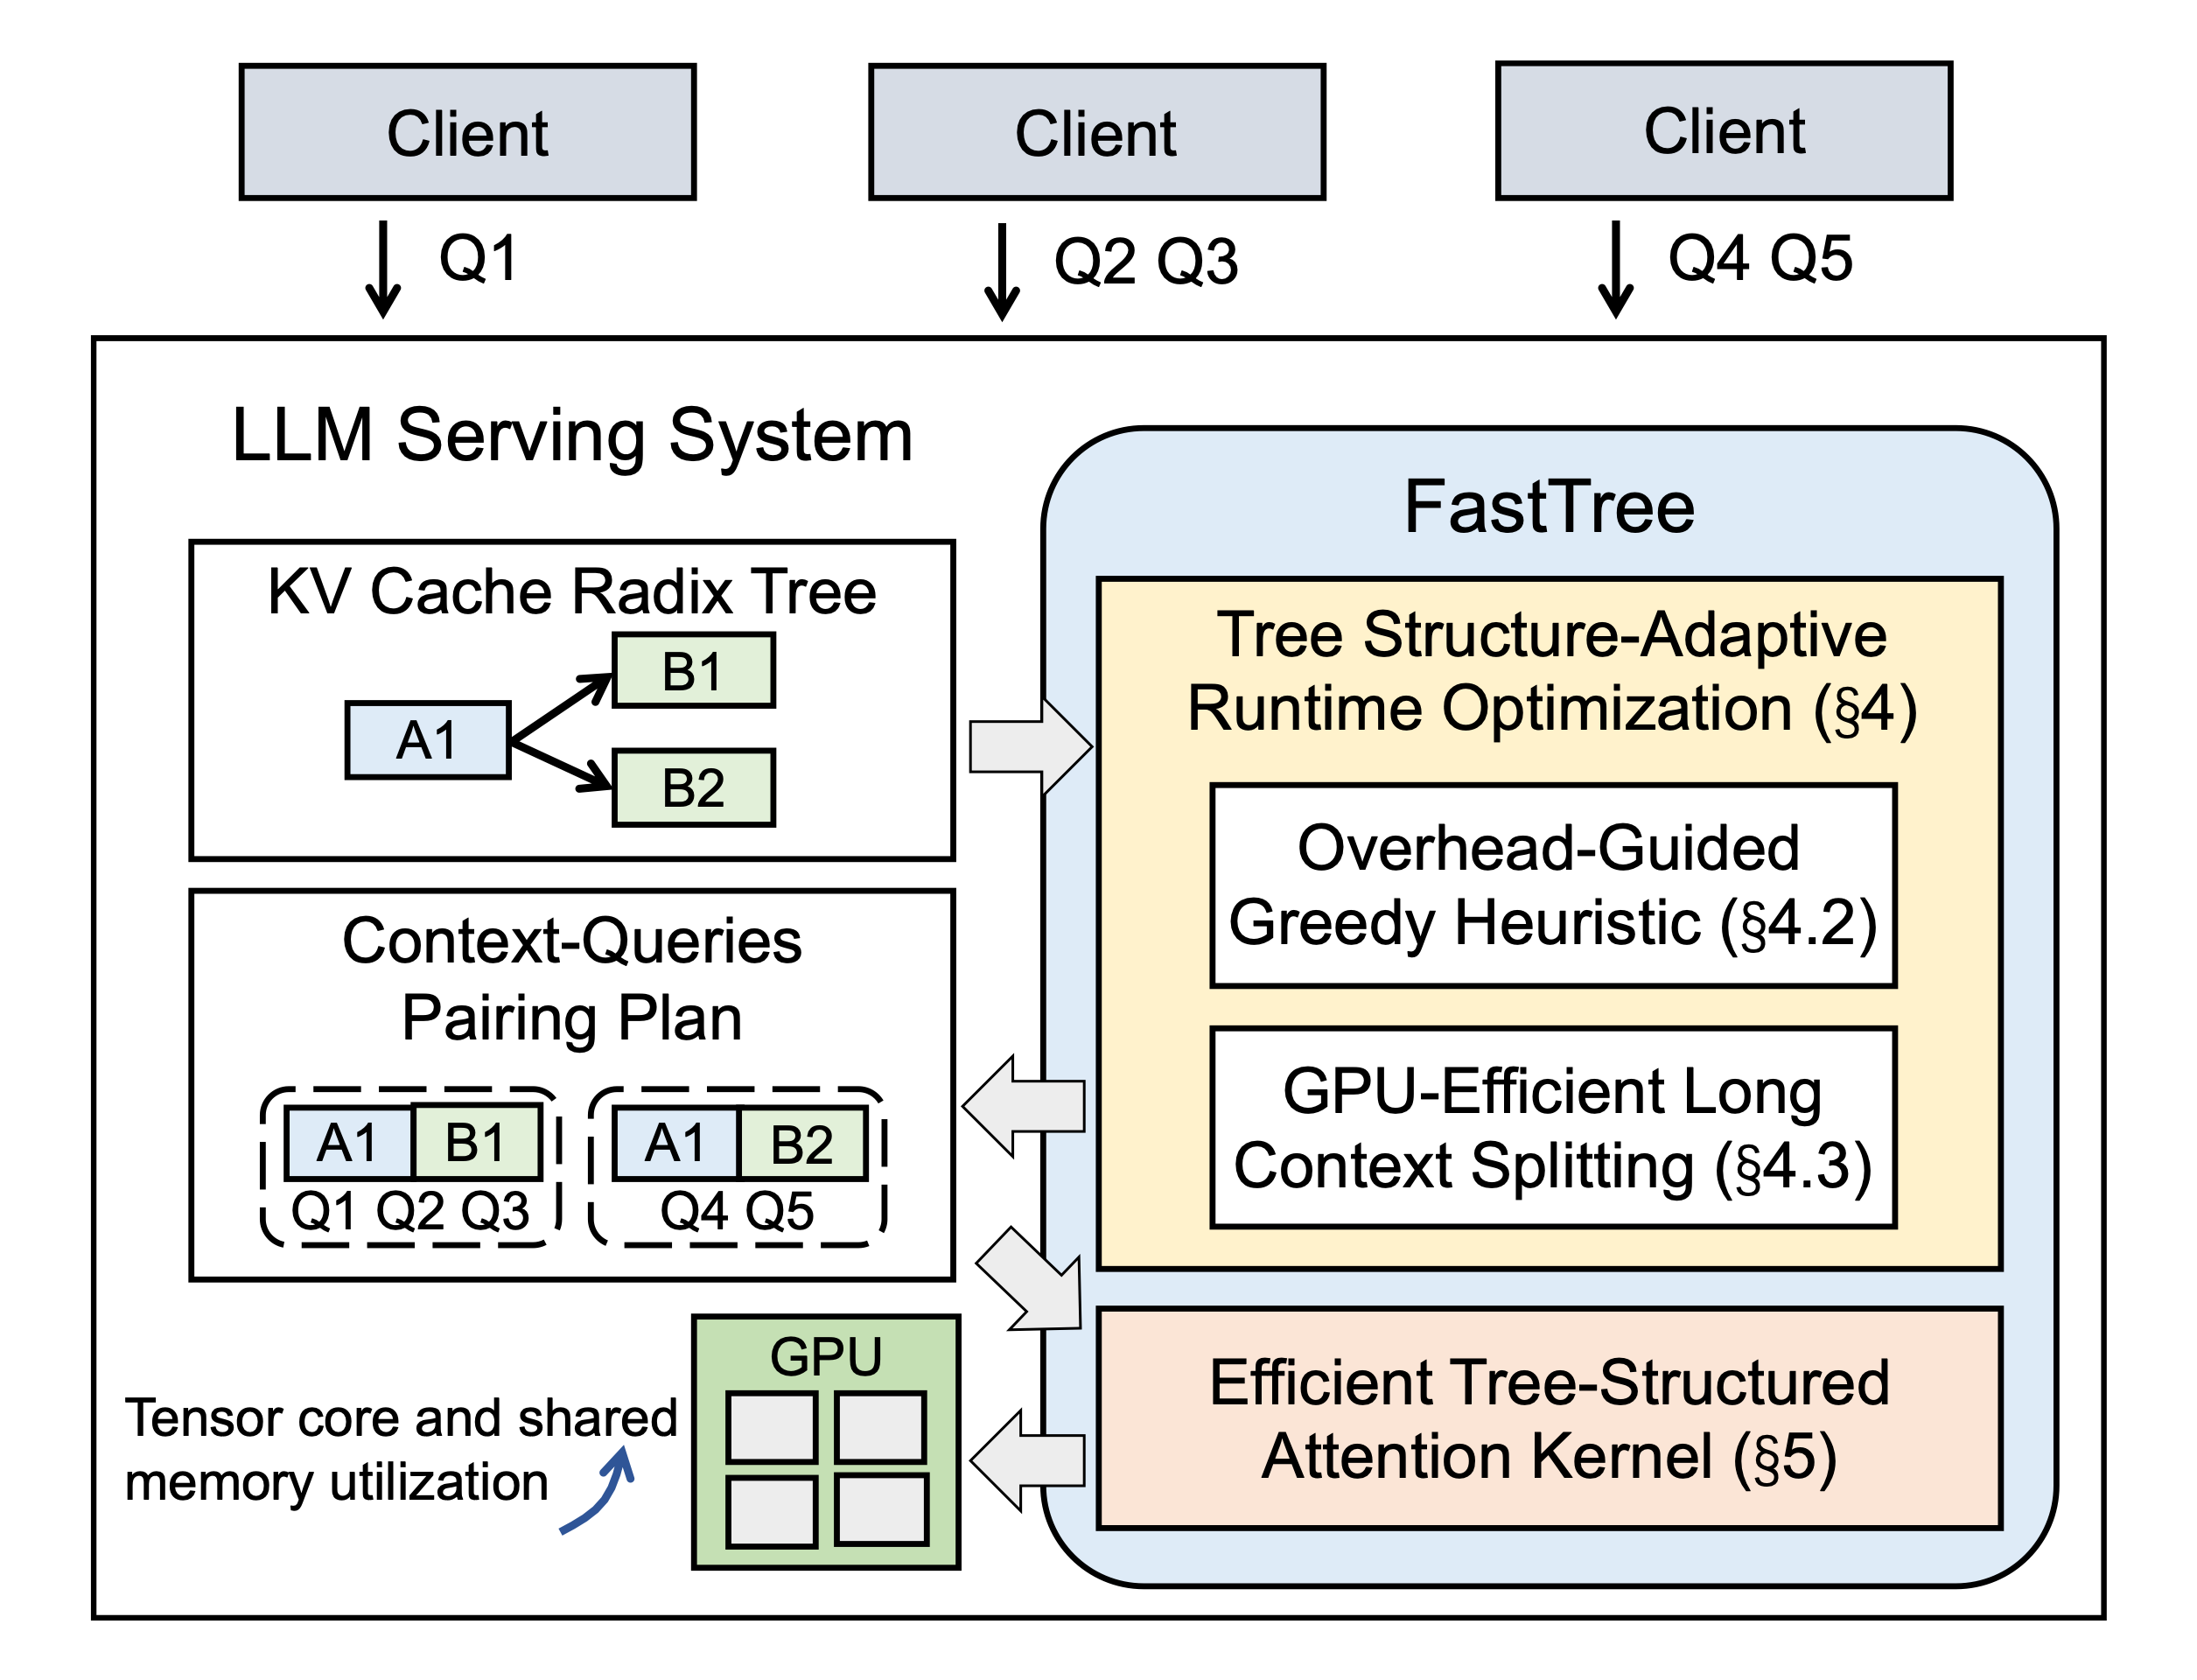 Client
Client
Client
Q1
Q2 Q3
Q4 Q5
LLM Serving System
KV Cache Radix Tree
A1
B1
B2
Context-Queries
Pairing Plan
A1 B1
Q1 Q2 Q3
A1 B2
Q4 Q5
GPU
Tensor core and shared
memory utilization
FastTree
Tree Structure-Adaptive
Runtime Optimization (§4)
Overhead-Guided
Greedy Heuristic (§4.2)
GPU-Efficient Long
Context Splitting (§4.3)
Efficient Tree-Structured
Attention Kernel (§5)